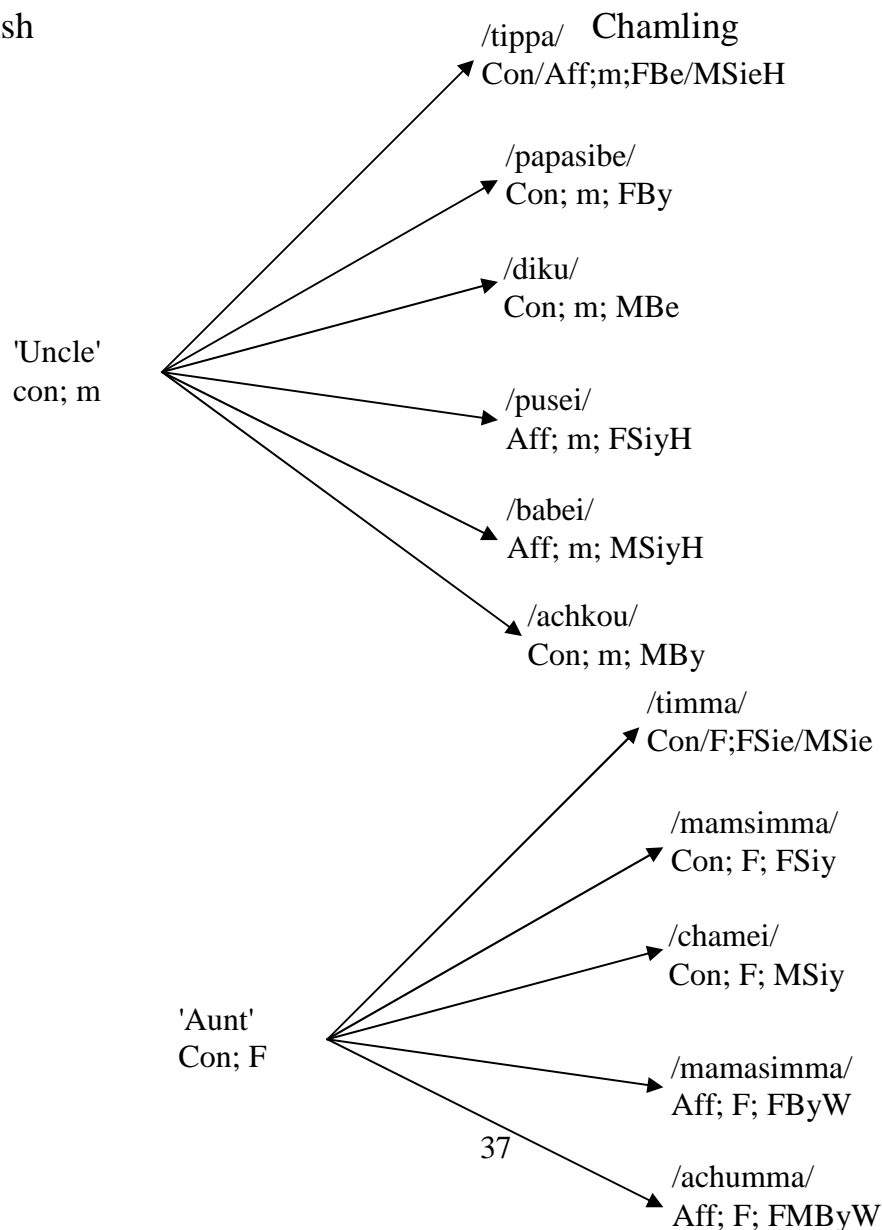 sh Chamling
/tippa/
Con/Aff;m;FBe/MSieH
/papasibe/
Con; m; FBy
/diku/
Con; m; MBe
'Uncle'
con; m
/pusei/
Aff; m; FSiyH
/babei/
Aff; m; MSiyH
/achkou/
Con; m; MBy
/timma/
Con/F;FSie/MSie
/mamsimma/
Con; F; FSiy
/chamei/
Con; F; MSiy
'Aunt'
Con; F
/mamasimma/
Aff; F; FByW
37
/achumma/
Aff; F; FMByW